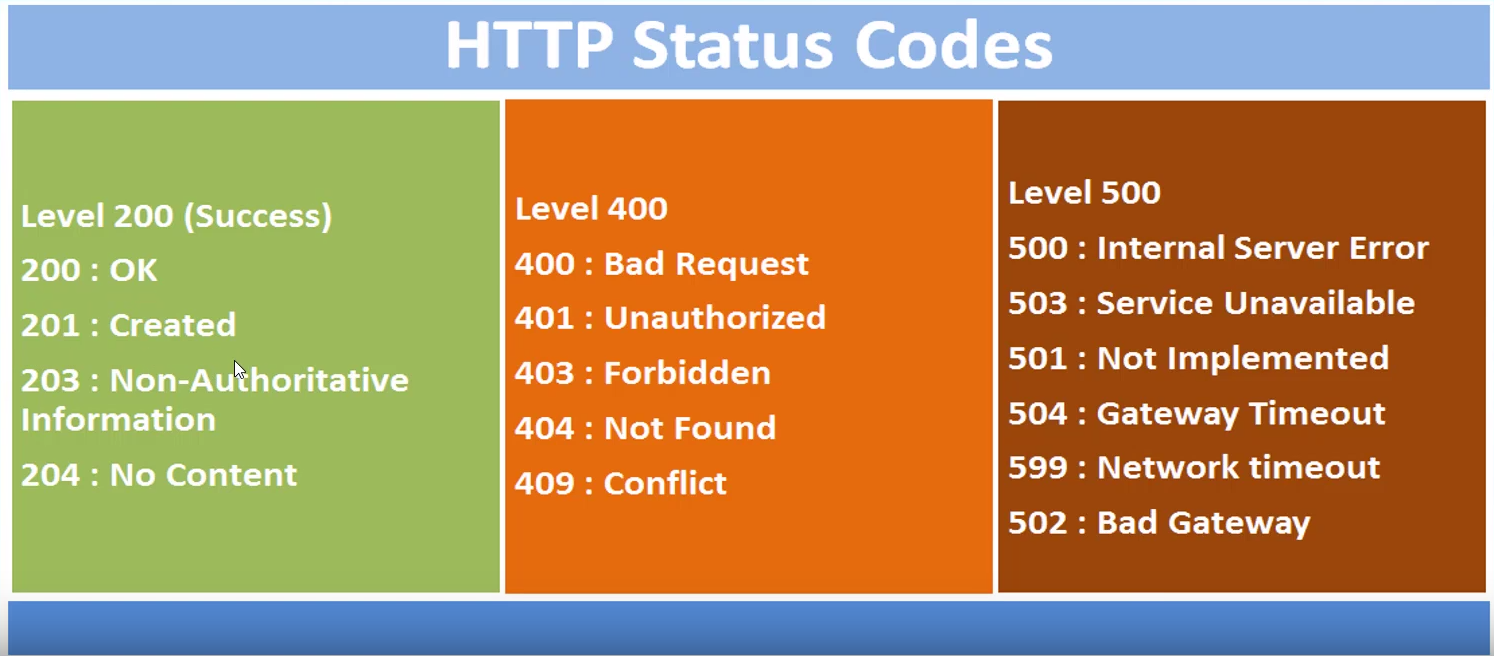 HTTP Status Codes
Level 200 (Success)
200 : OK
201 : Created
203 : Non-Authoritative
Information
204 : No Content
Level 400
400 : Bad Request
401 : Unauthorized
403 : Forbidden
404 : Not Found
409 : Conflict
Level 500
500 : Internal Server Error
503 : Service Unavailable
501 : Not Implemented
504 : Gateway Timeout
599 : Network timeout
502 : Bad Gateway